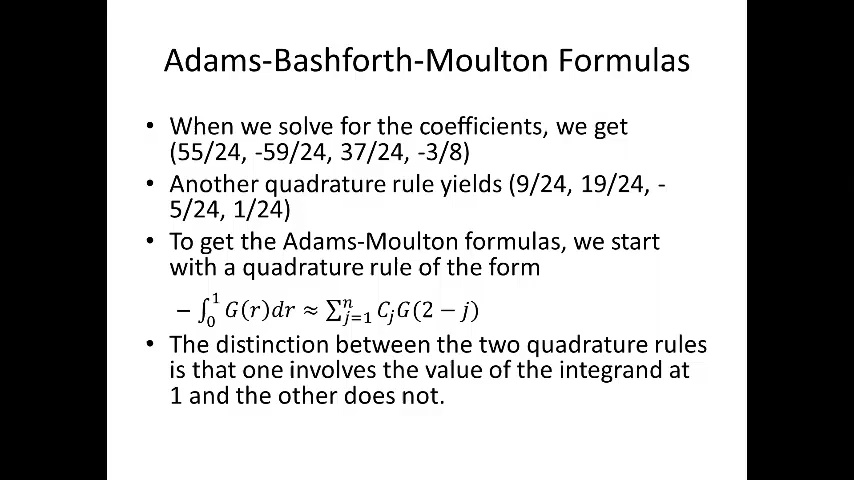 Adams-Bashforth-Moulton Formulas
• When we solve for the coefficients, we get
(55/24, -59/24, 37/24, -3/8)
• Another quadrature rule yields (9/24, 19/24, -
5/24, 1/24)
• To get the Adams-Moulton formulas, we start
with a quadrature rule of the form
– ∫₀¹ G(r)dr ≈ ∑ⁿⱼ₌₁ CⱼG(2 − j)
• The distinction between the two quadrature rules
is that one involves the value of the integrand at
1 and the other does not.